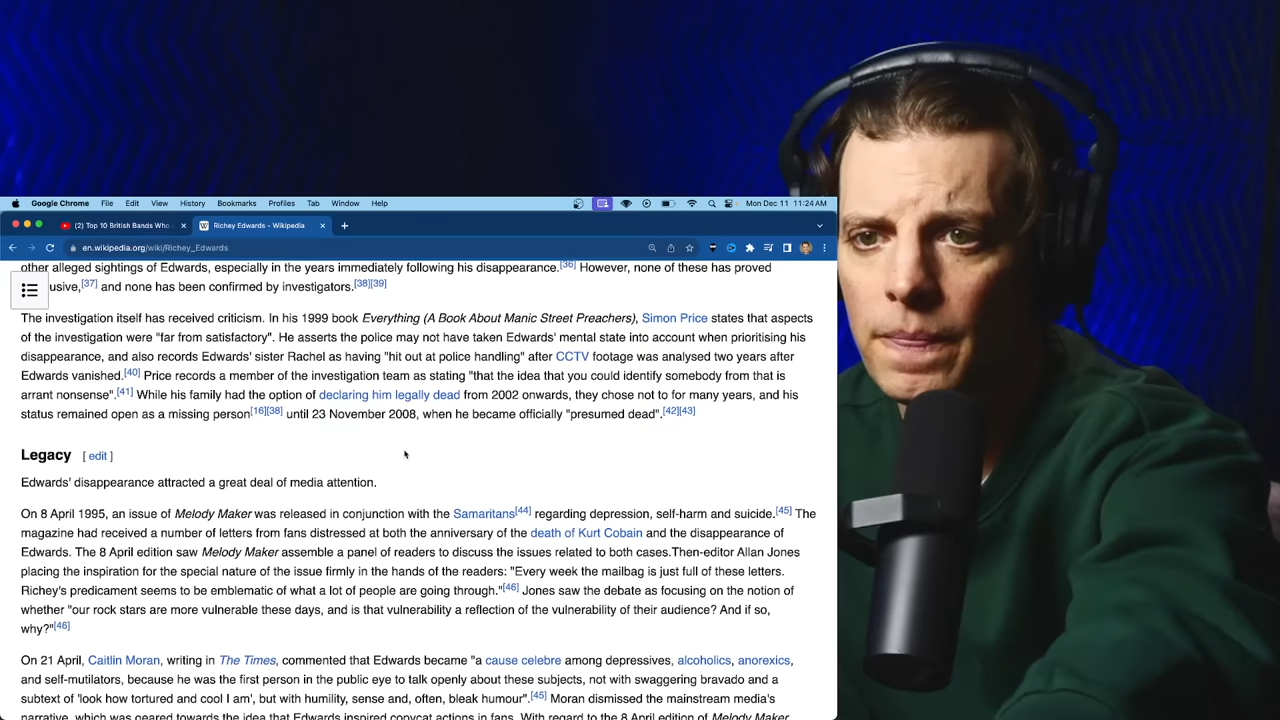 Google Chrome File Edit View History Bookmarks Profiles Tab Window Help Mon Dec 11 11:24 AM
(2) Top 10 British Bands Who Richey Edwards - Wikipedia
en.wikipedia.org/wiki/Richey_Edwards
other alleged sightings of Edwards, especially in the years immediately following his disappearance.[36] However, none of these has proved
usive,[37] and none has been confirmed by investigators.[38][39]
The investigation itself has received criticism. In his 1999 book Everything (A Book About Manic Street Preachers), Simon Price states that aspects
of the investigation were "far from satisfactory". He asserts the police may not have taken Edwards' mental state into account when prioritising his
disappearance, and also records Edwards' sister Rachel as having "hit out at police handling" after CCTV footage was analysed two years after
Edwards vanished.[40] Price records a member of the investigation team as stating "that the idea that you could identify somebody from that is
arrant nonsense".[41] While his family had the option of declaring him legally dead from 2002 onwards, they chose not to for many years, and his
status remained open as a missing person[16][38] until 23 November 2008, when he became officially "presumed dead".[42][43]
Legacy [ edit ]
Edwards' disappearance attracted a great deal of media attention.
On 8 April 1995, an issue of Melody Maker was released in conjunction with the Samaritans[44] regarding depression, self-harm and suicide.[45] The
magazine had received a number of letters from fans distressed at both the anniversary of the death of Kurt Cobain and the disappearance of
Edwards. The 8 April edition saw Melody Maker assemble a panel of readers to discuss the issues related to both cases.Then-editor Allan Jones
placing the inspiration for the special nature of the issue firmly in the hands of the readers: "Every week the mailbag is just full of these letters.
Richey's predicament seems to be emblematic of what a lot of people are going through."[46] Jones saw the debate as focusing on the notion of
whether "our rock stars are more vulnerable these days, and is that vulnerability a reflection of the vulnerability of their audience? And if so,
why?"[46]
On 21 April, Caitlin Moran, writing in The Times, commented that Edwards became "a cause celebre among depressives, alcoholics, anorexics,
and self-mutilators, because he was the first person in the public eye to talk openly about these subjects, not with swaggering bravado and a
subtext of 'look how tortured and cool I am', but with humility, sense and, often, bleak humour".[45] Moran dismissed the mainstream media's
narrative, which was geared towards the idea that Edwards inspired copycat actions in fans. With regard to the 8 April edition of Melody Maker